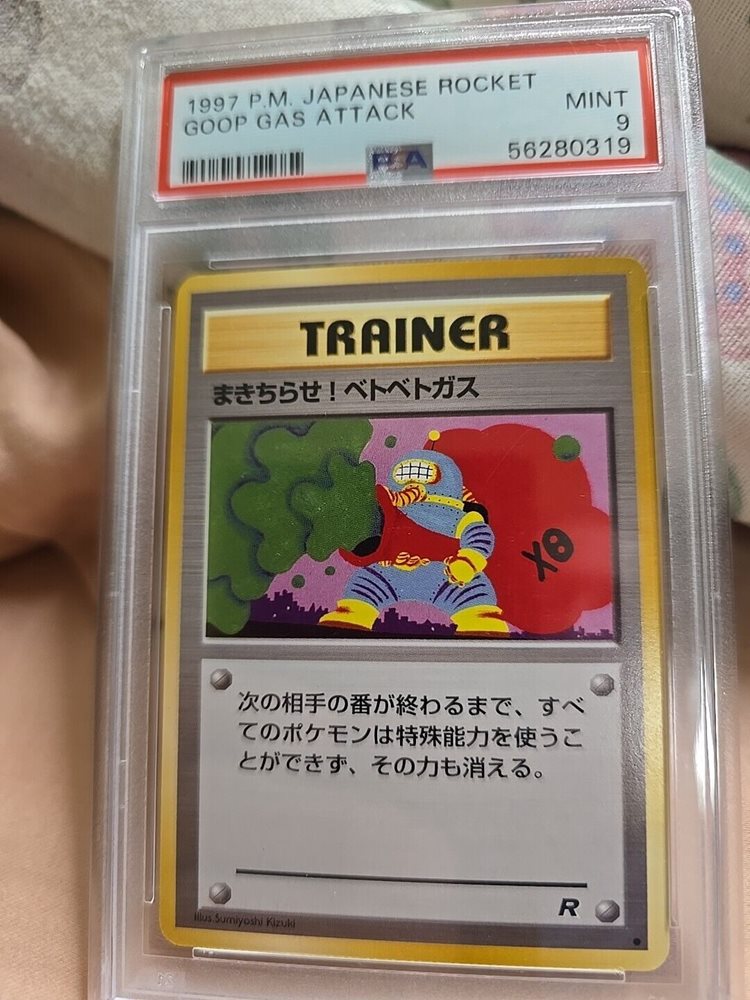 1997 P.M. JAPANESE ROCKET
GOOP GAS ATTACK
MINT
9
56280319
PSA
TRAINER
まきちらせ！ベトベトガス
XO
次の相手の番が終わるまで、すべ
てのポケモンは特殊能力を使うこ
とができず、その力も消える。
R
Illus.Sumiyoshi Kizuki